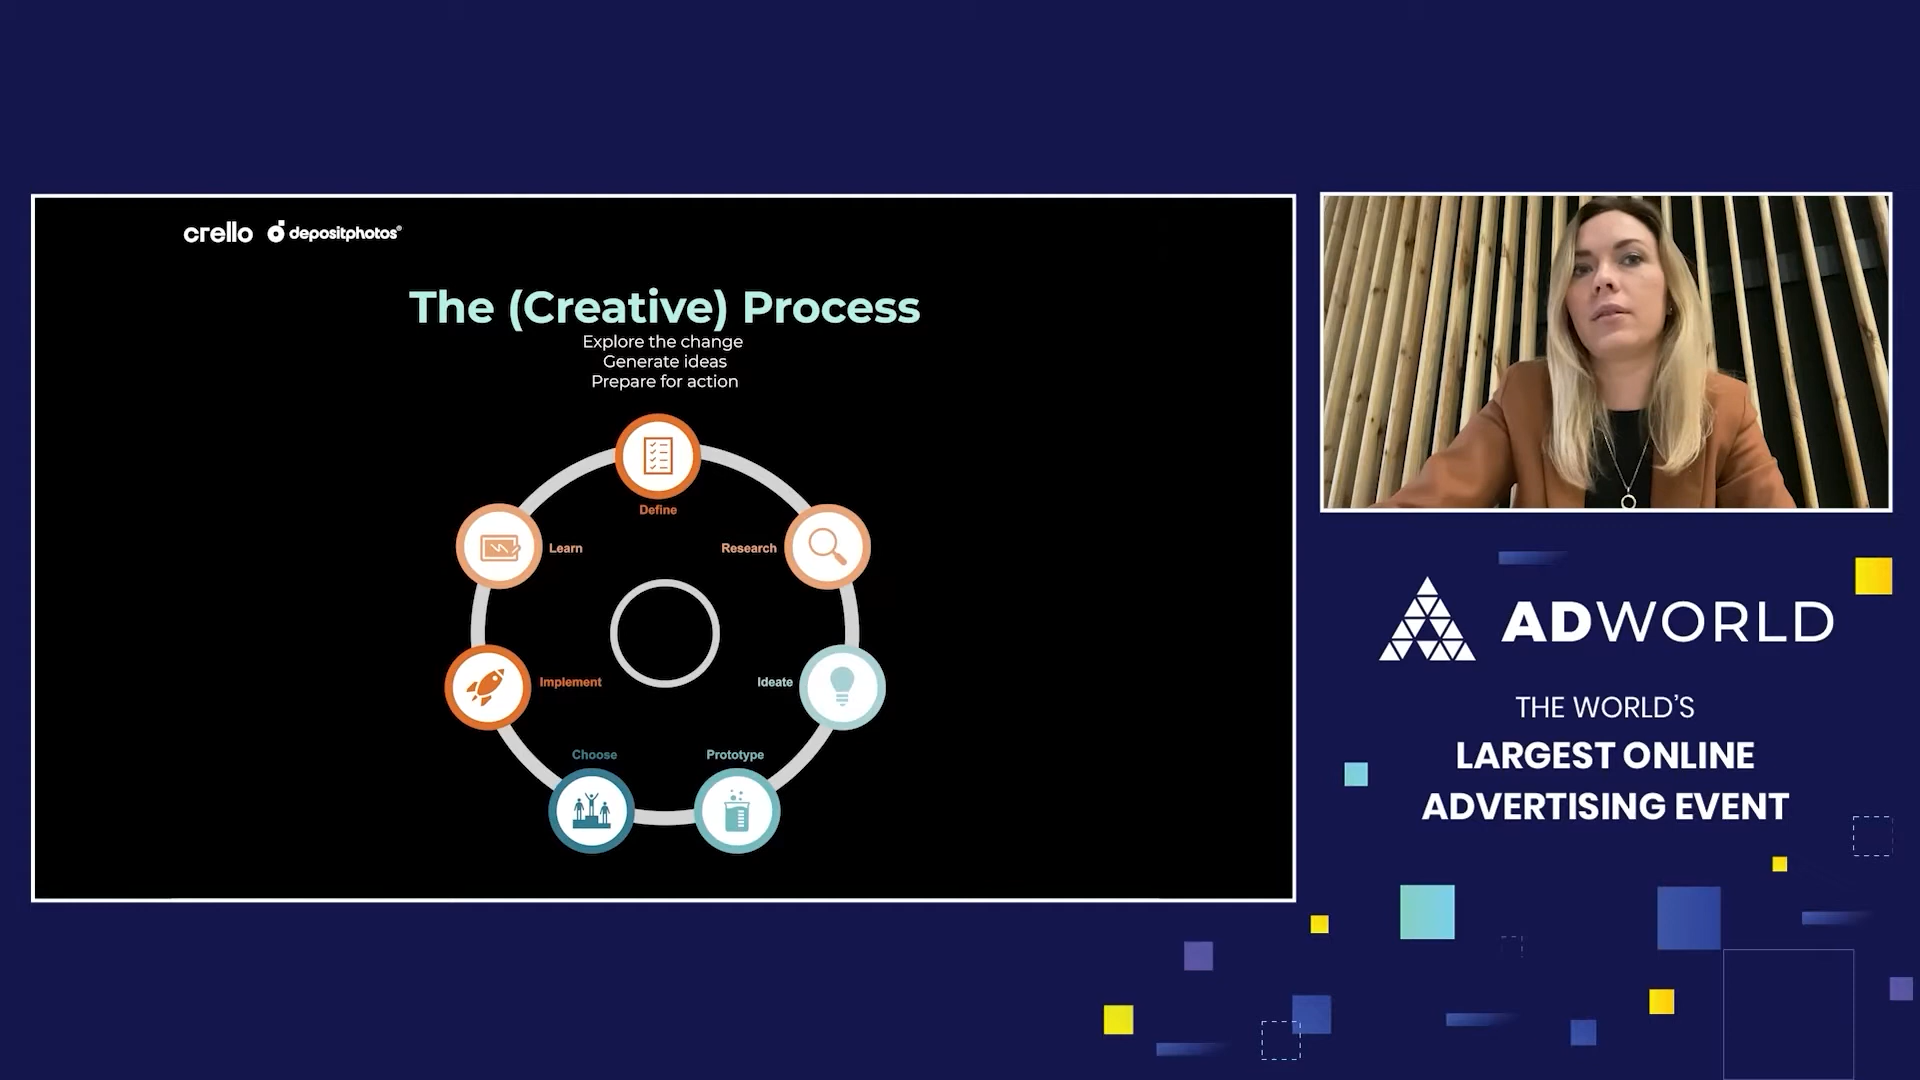 crello depositphotos®
The (Creative) Process
Explore the change
Generate ideas
Prepare for action
Define
Learn
Research
Implement
Ideate
Choose
Prototype
ADWORLD
THE WORLD'S
LARGEST ONLINE
ADVERTISING EVENT